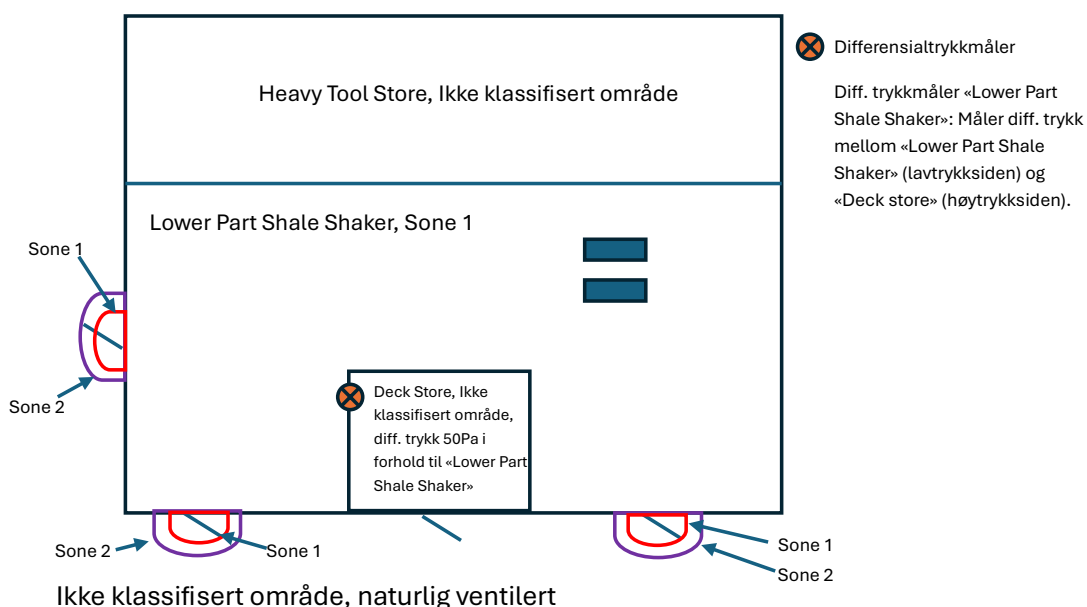 Differensialtrykkmåler
Heavy Tool Store, Ikke klassifisert område
Diff. trykkmåler «Lower Part
Shale Shaker»: Måler diff. trykk
mellom «Lower Part Shale
Shaker» (lavtrykksiden) og
«Deck store» (høytrykksiden).
Lower Part Shale Shaker, Sone 1
Sone 1
Sone 2
Deck Store, Ikke
klassifisert område,
diff. trykk 50Pa i
forhold til «Lower Part
Shale Shaker»
Sone 2
Sone 1
Sone 1
Sone 2
Ikke klassifisert område, naturlig ventilert